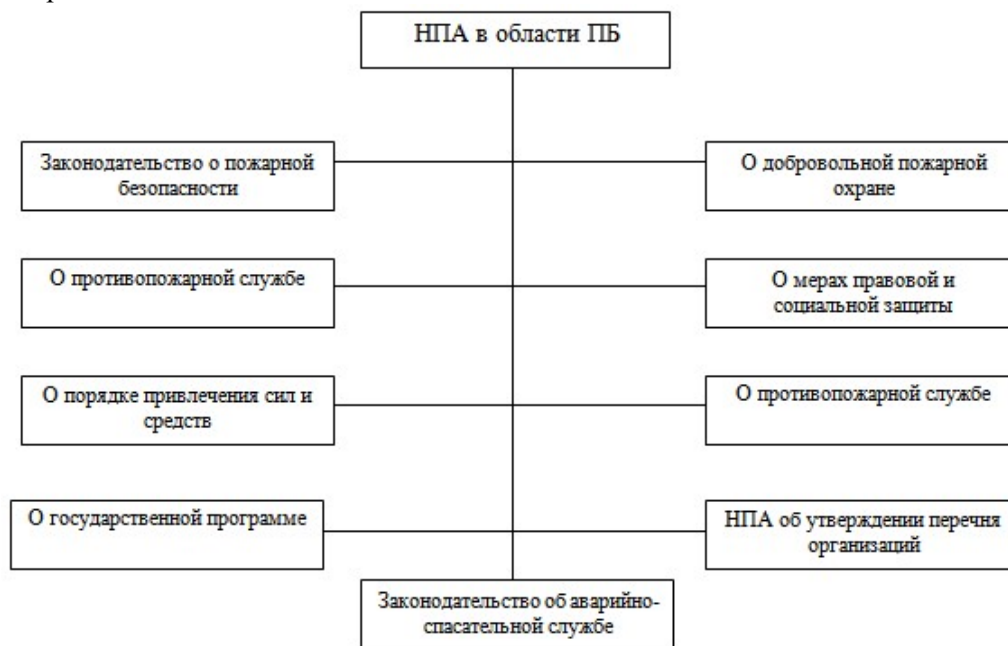 НПА в области ПБ
Законодательство о пожарной
безопасности
О добровольной пожарной
охране
О противопожарной службе
О мерах правовой и
социальной защиты
О порядке привлечения сил и
средств
О противопожарной службе
О государственной программе
НПА об утверждении перечня
организаций
Законодательство об аварийно-
спасательной службе